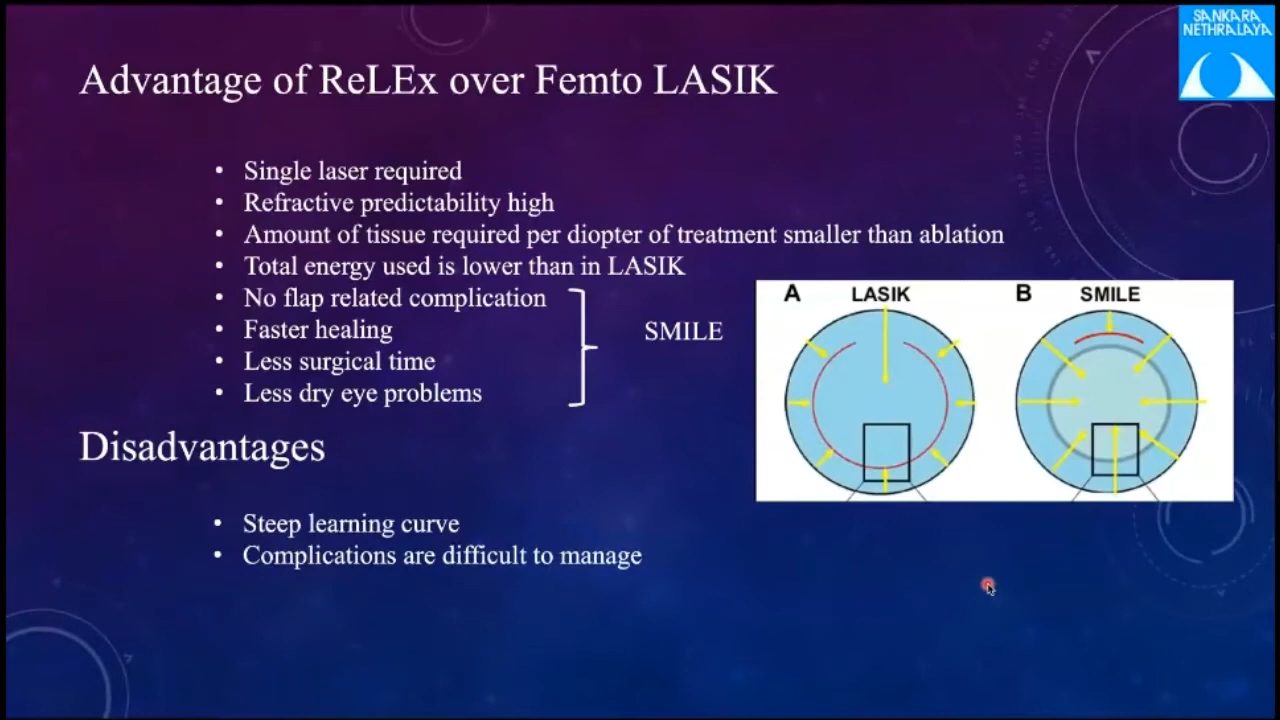 SANKARA
NETHRALAYA
Advantage of ReLEx over Femto LASIK
• Single laser required
• Refractive predictability high
• Amount of tissue required per diopter of treatment smaller than ablation
• Total energy used is lower than in LASIK
• No flap related complication
• Faster healing
• Less surgical time
• Less dry eye problems
SMILE
A LASIK B SMILE
Disadvantages
• Steep learning curve
• Complications are difficult to manage